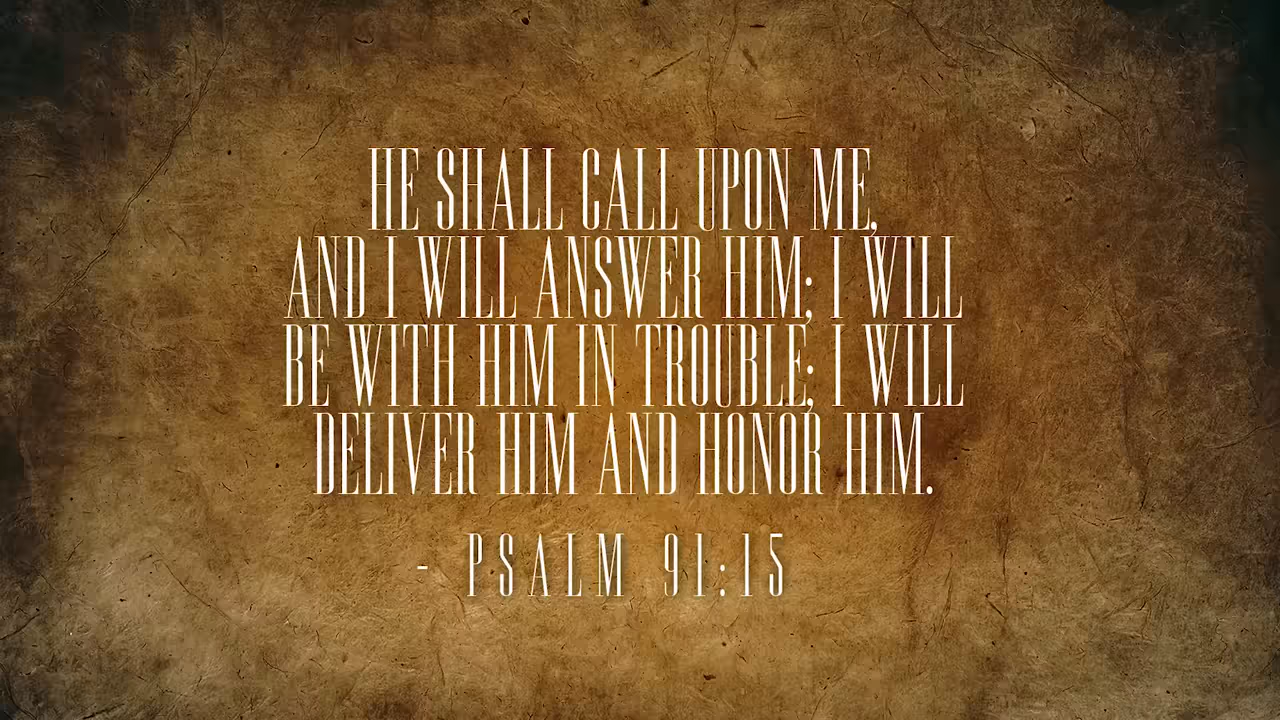 HE SHALL CALL UPON ME,
AND I WILL ANSWER HIM; I WILL
BE WITH HIM IN TROUBLE; I WILL
DELIVER HIM AND HONOR HIM.
- PSALM 91:15